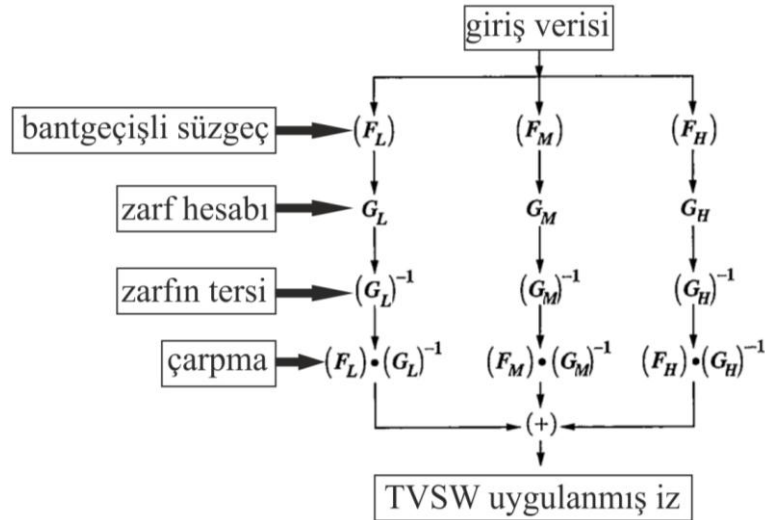 giriş verisi
bantgeçişli süzgeç (F_L) (F_M) (F_H)
zarf hesabı G_L G_M G_H
zarfın tersi (G_L)^{-1} (G_M)^{-1} (G_H)^{-1}
çarpma (F_L)•(G_L)^{-1} (F_M)•(G_M)^{-1} (F_H)•(G_H)^{-1}
(+)
TVSW uygulanmış iz